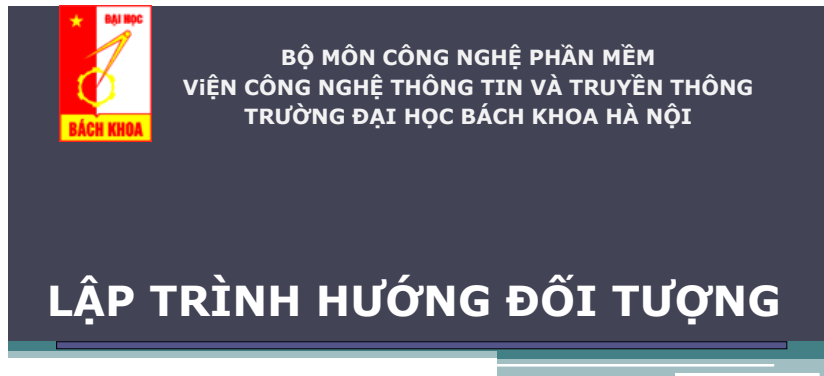 ĐẠI HỌC
BÁCH KHOA
BỘ MÔN CÔNG NGHỆ PHẦN MỀM
ViỆN CÔNG NGHỆ THÔNG TIN VÀ TRUYỀN THÔNG
TRƯỜNG ĐẠI HỌC BÁCH KHOA HÀ NỘI
LẬP TRÌNH HƯỚNG ĐỐI TƯỢNG